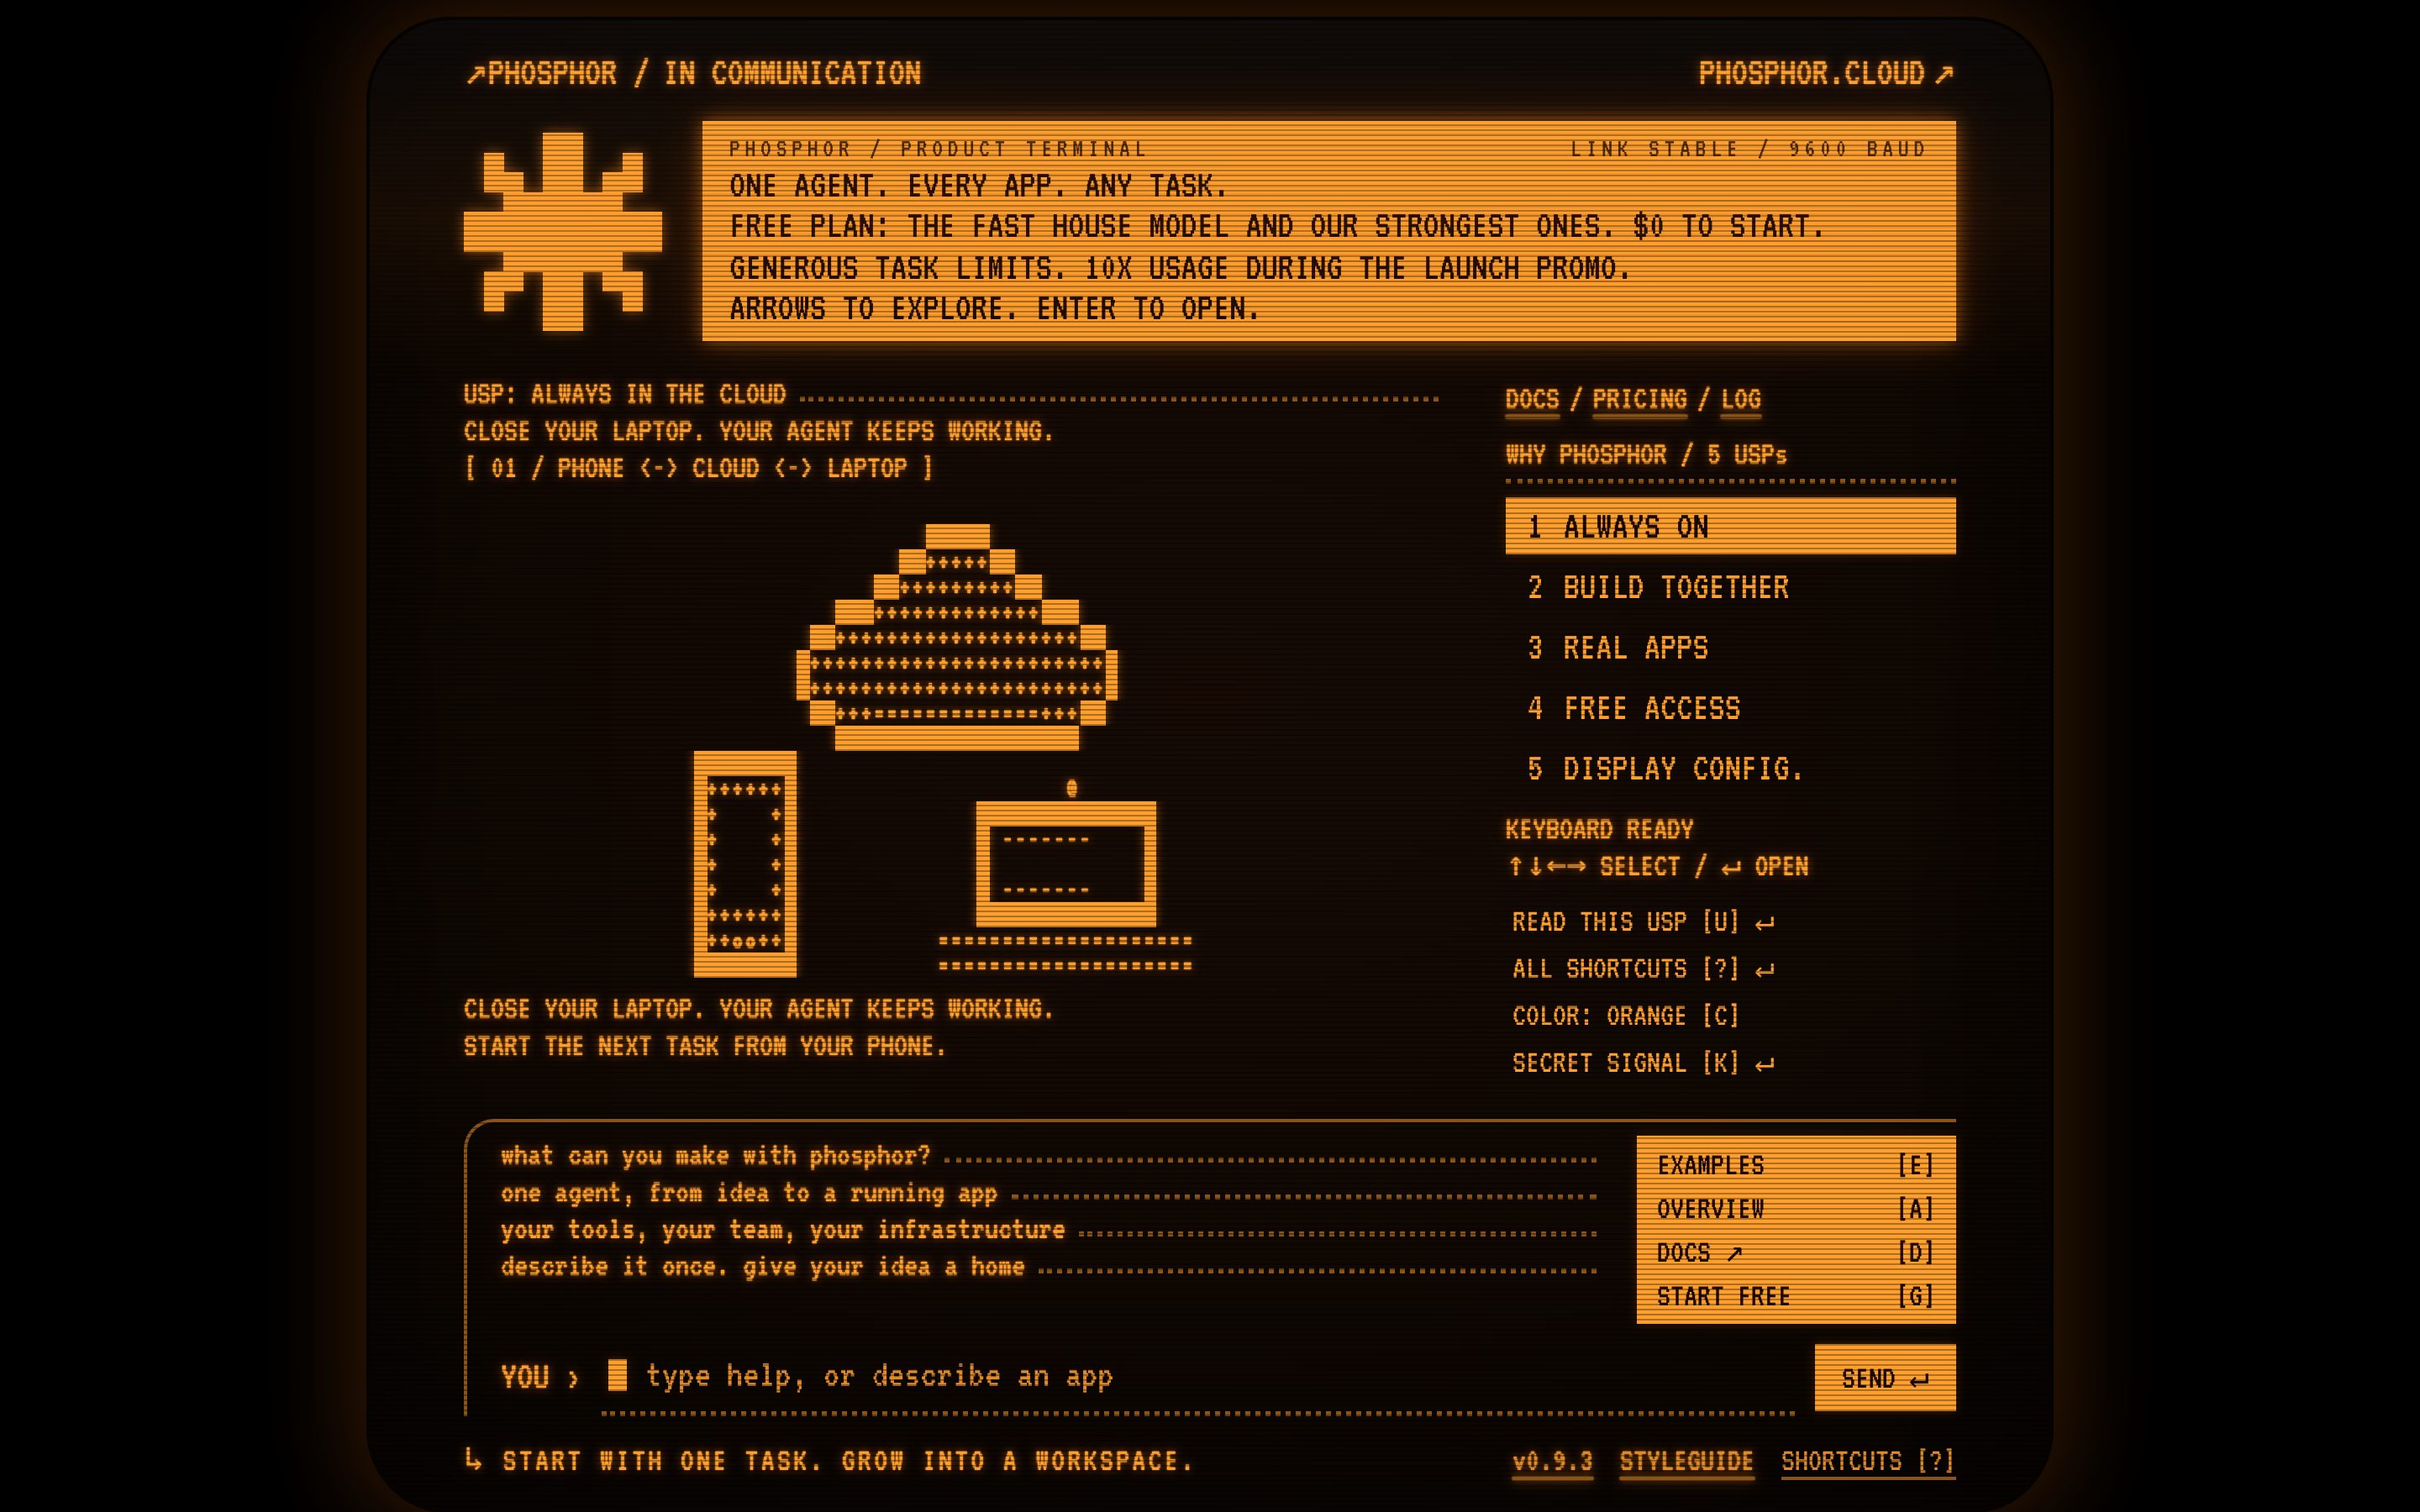 ↗PHOSPHOR / IN COMMUNICATION
PHOSPHOR.CLOUD ↗
PHOSPHOR / PRODUCT TERMINAL
LINK STABLE / 9600 BAUD
ONE AGENT. EVERY APP. ANY TASK.
FREE PLAN: THE FAST HOUSE MODEL AND OUR STRONGEST ONES. $0 TO START.
GENEROUS TASK LIMITS. 10X USAGE DURING THE LAUNCH PROMO.
ARROWS TO EXPLORE. ENTER TO OPEN.
USP: ALWAYS IN THE CLOUD
CLOSE YOUR LAPTOP. YOUR AGENT KEEPS WORKING.
[ 01 / PHONE <-> CLOUD <-> LAPTOP ]
CLOSE YOUR LAPTOP. YOUR AGENT KEEPS WORKING.
START THE NEXT TASK FROM YOUR PHONE.
DOCS / PRICING / LOG
WHY PHOSPHOR / 5 USPs
1 ALWAYS ON
2 BUILD TOGETHER
3 REAL APPS
4 FREE ACCESS
5 DISPLAY CONFIG.
KEYBOARD READY
↑↓←→ SELECT / ↵ OPEN
READ THIS USP [U] ↵
ALL SHORTCUTS [?] ↵
COLOR: ORANGE [C]
SECRET SIGNAL [K] ↵
what can you make with phosphor?
one agent, from idea to a running app
your tools, your team, your infrastructure
describe it once. give your idea a home
EXAMPLES [E]
OVERVIEW [A]
DOCS ↗ [D]
START FREE [G]
YOU › type help, or describe an app
SEND ↵
↳ START WITH ONE TASK. GROW INTO A WORKSPACE.
v0.9.3 STYLEGUIDE SHORTCUTS [?]